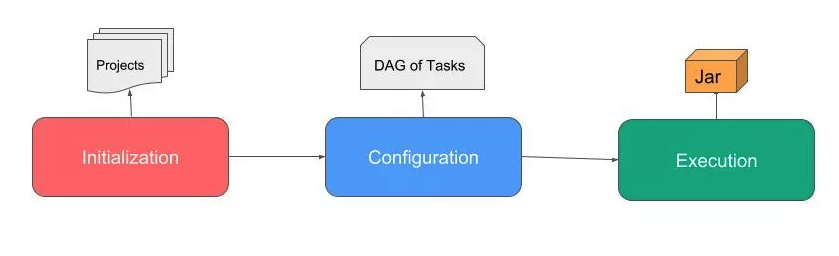 Projects
DAG of Tasks
Jar
Initialization
Configuration
Execution